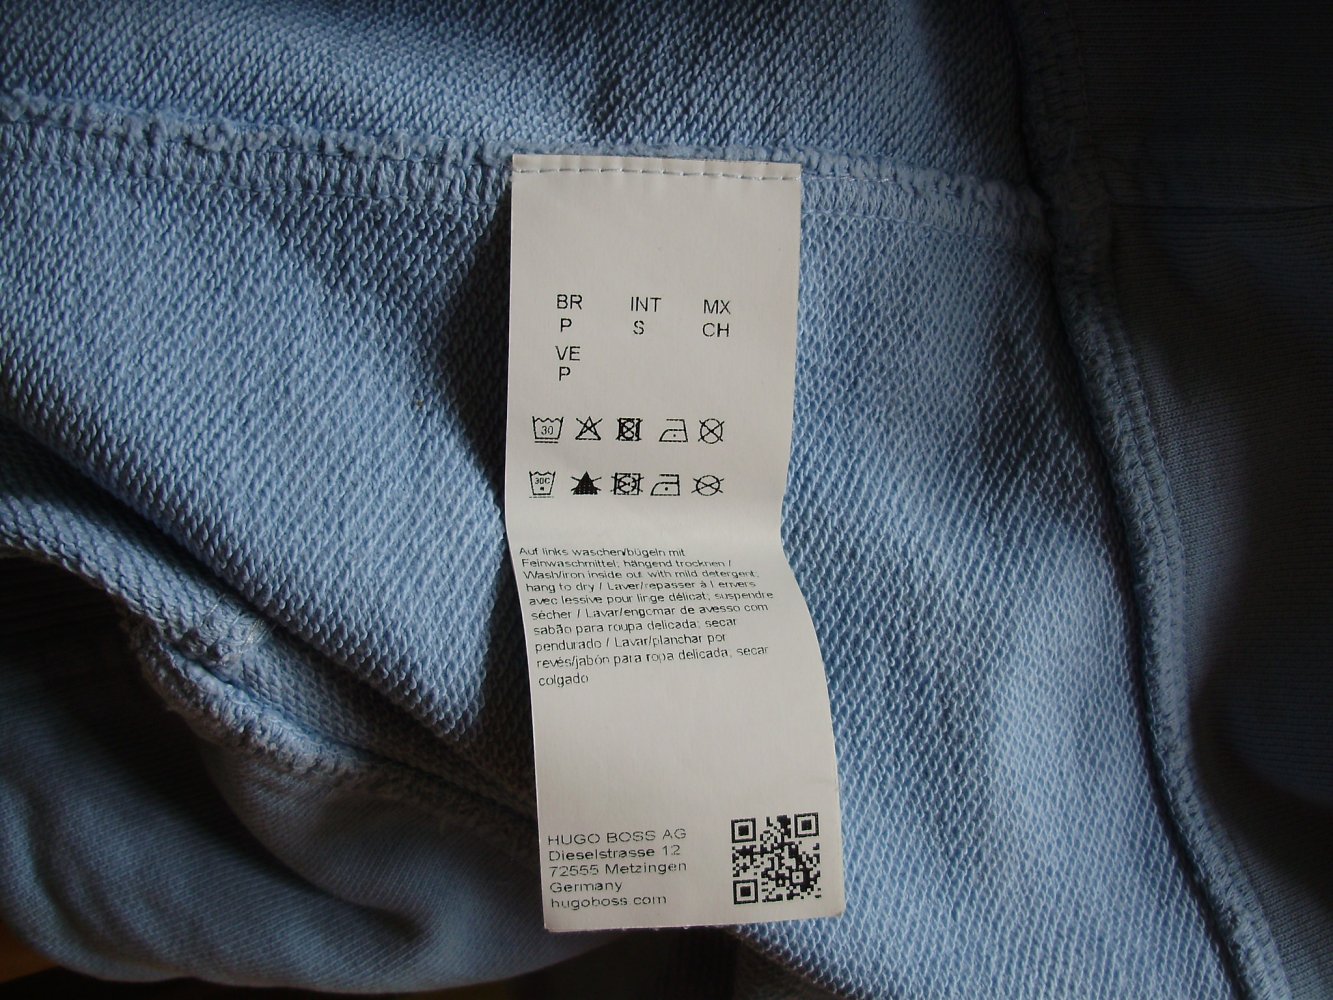 BR INT MX
P S CH
VE
P
30
30C
Auf links waschen/bügeln mit
Feinwaschmittel; hängend trocknen /
Wash/iron inside out with mild detergent;
hang to dry / Laver/repasser à l envers
avec lessive pour linge délicat; suspendre
sécher / Lavar/engomar de avesso com
sabão para roupa delicada; secar
pendurado / Lavar/planchar por
revés/jabón para ropa delicada; secar
colgado
HUGO BOSS AG
Dieselstrasse 12
72555 Metzingen
Germany
hugoboss.com